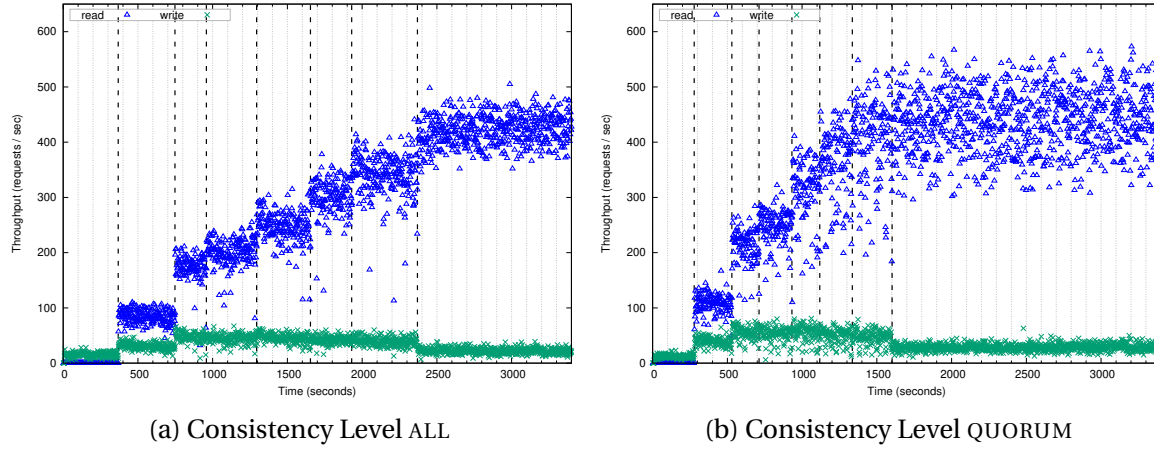 read write
650
600
500
400
300
200
100
0
Throughput (requests / sec)
0 500 1000 1500 2000 2500 3000
Time (seconds)
(a) Consistency Level ALL
read write
650
600
500
400
300
200
100
0
Throughput (requests / sec)
0 500 1000 1500 2000 2500 3000
Time (seconds)
(b) Consistency Level QUORUM